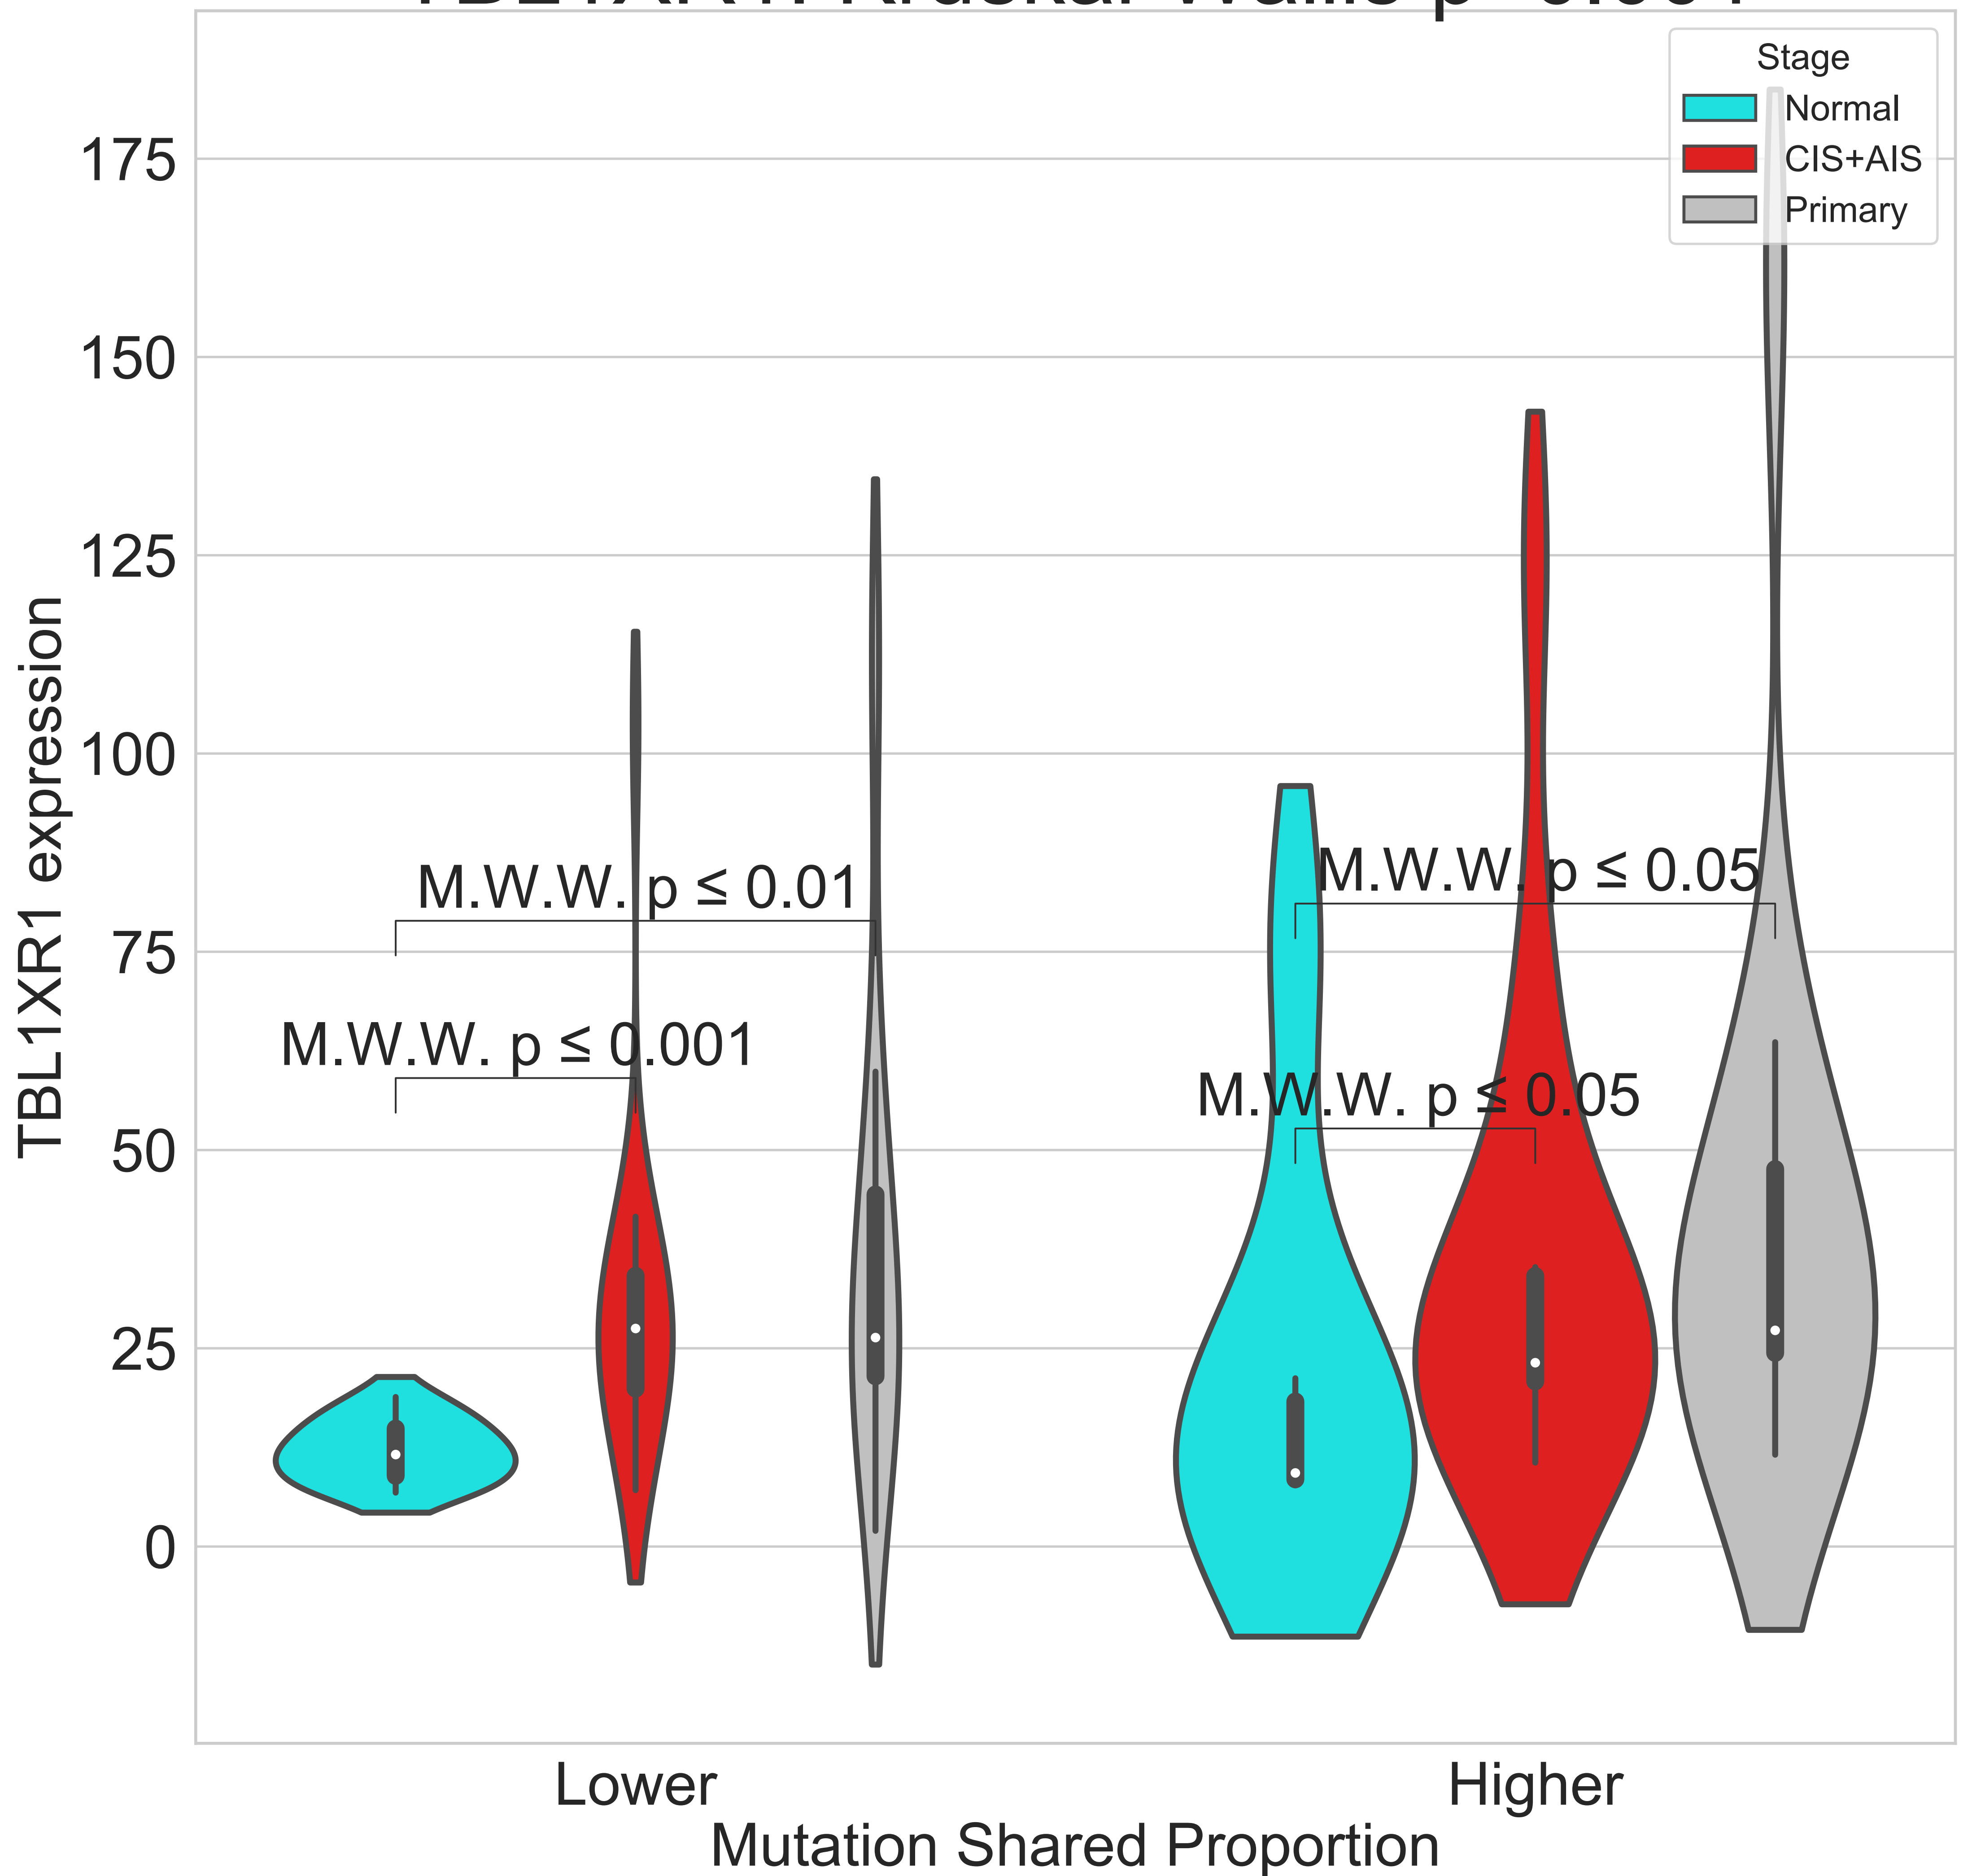 Stage
Normal
CIS+AIS
Primary
175
150
125
100
75
50
25
0
TBL1XR1 expression
M.W.W. p ≤ 0.01
M.W.W. p ≤ 0.001
M.W.W. p ≤ 0.05
M.W.W. p ≤ 0.05
Lower
Higher
Mutation Shared Proportion